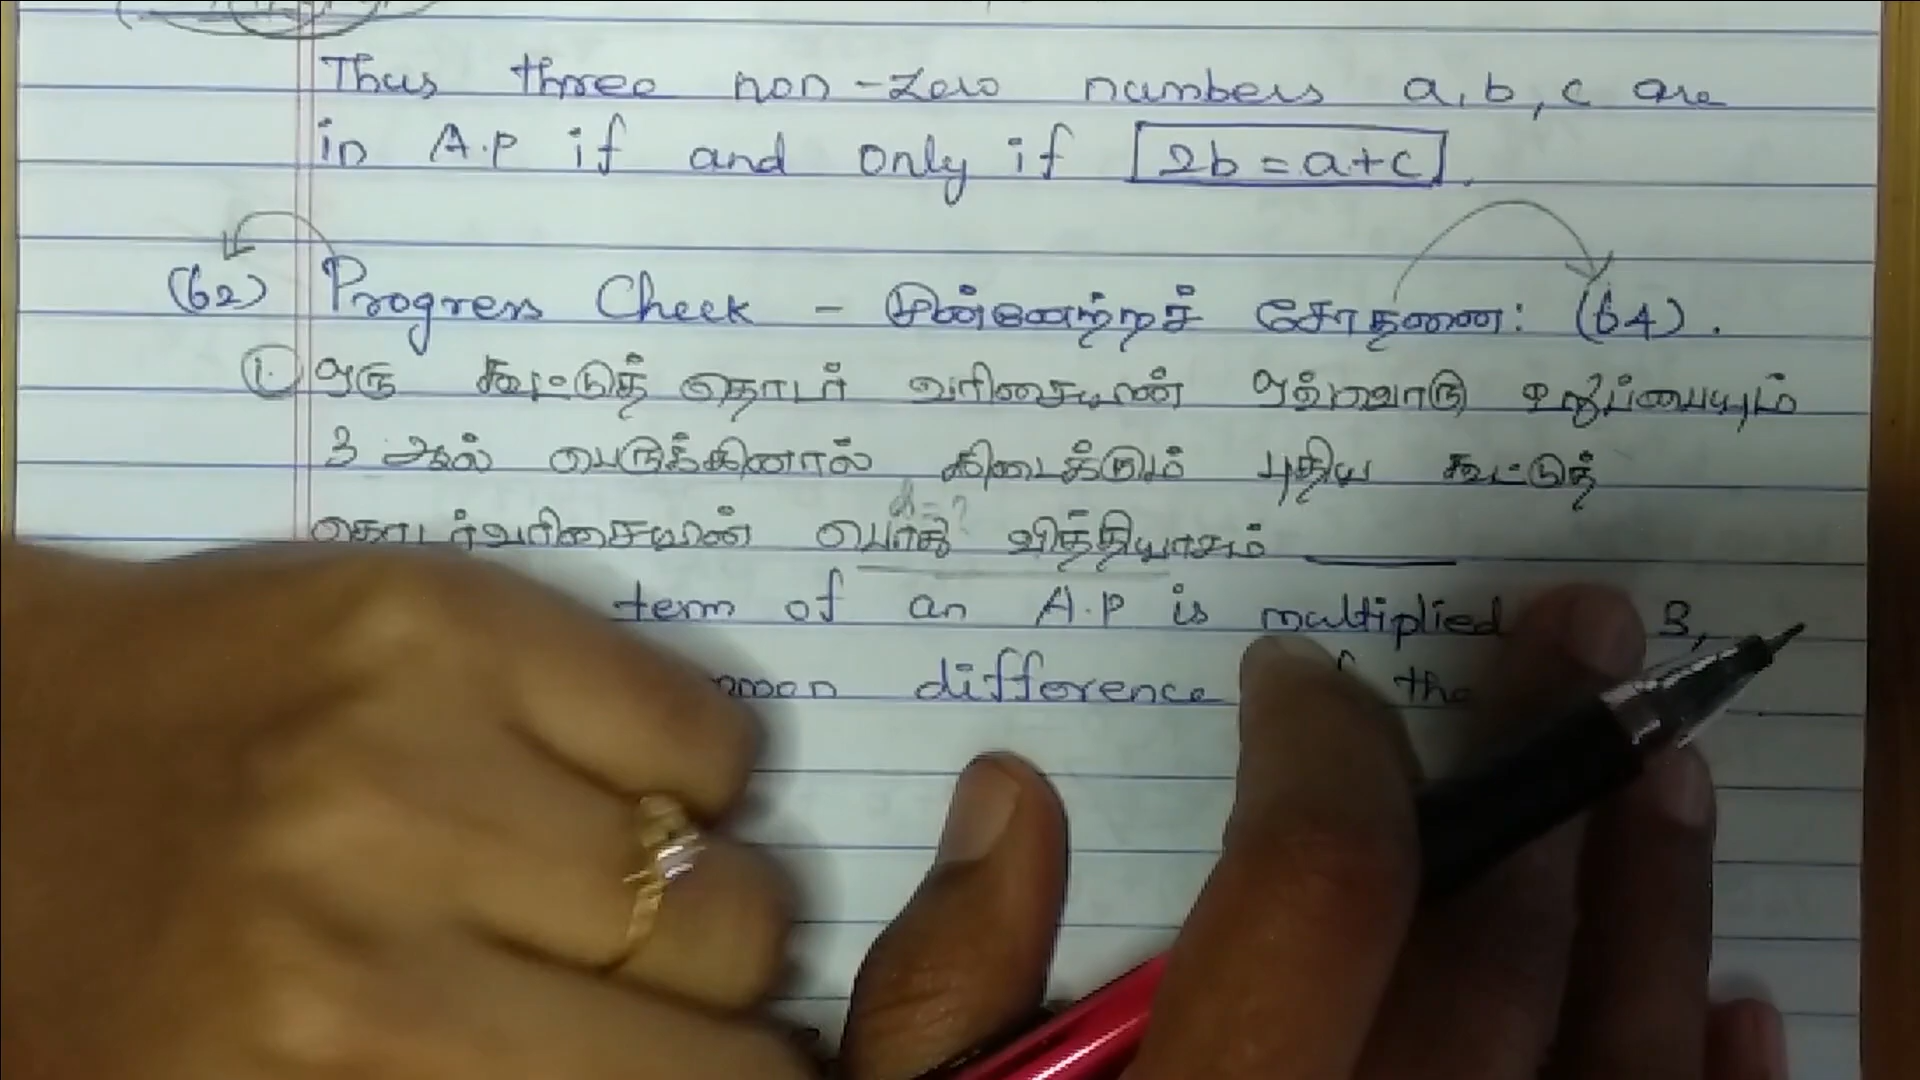 Thus three non-zero numbers a, b, c are
in A.P if and only if 2b = a+c.
(62) Progress Check - முன்னேற்றச் சோதனை: (64).
1. ஒரு கூட்டுத் தொடர் வரிசையின் ஒவ்வொரு உறுப்பையும்
3 ஆல் பெருக்கினால் கிடைக்கும் புதிய கூட்டுத்
d=?
தொடர்வரிசையின் பொது வித்தியாசம் ______
term of an A.P is multiplied 3,
difference the